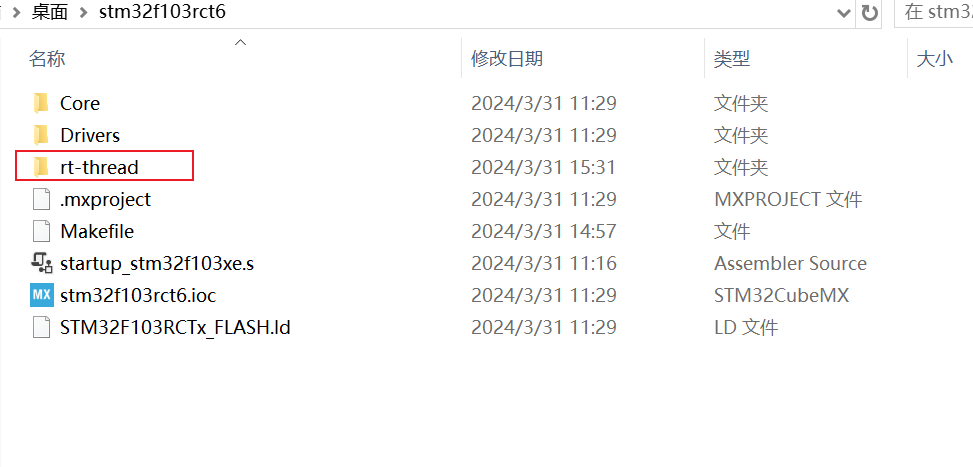 桌面 stm32f103rct6 在 stm32
名称 修改日期 类型 大小
Core 2024/3/31 11:29 文件夹
Drivers 2024/3/31 11:29 文件夹
rt-thread 2024/3/31 15:31 文件夹
.mxproject 2024/3/31 11:29 MXPROJECT 文件
Makefile 2024/3/31 14:57 文件
startup_stm32f103xe.s 2024/3/31 11:16 Assembler Source
MX stm32f103rct6.ioc 2024/3/31 11:29 STM32CubeMX
STM32F103RCTx_FLASH.ld 2024/3/31 11:29 LD 文件